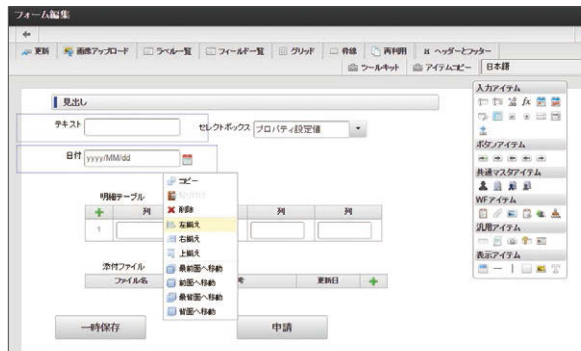 フォーム編集
更新 画像アップロード ラベル一覧 フィールド一覧 グリッド 枠線 再利用 H ヘッダーとフッター
ツールキット アイテムコピー 日本語
見出し
テキスト セレクトボックス プロパティ設定値
日付 yyyy/MM/dd
コピー
削除
左揃え
右揃え
上揃え
最前面へ移動
前面へ移動
最背面へ移動
背面へ移動
明細テーブル
列 列 列
1
添付ファイル
ファイル名 考 更新日
一時保存 申請
入力アイテム
ボタンアイテム
共通マスタアイテム
WFアイテム
汎用アイテム
表示アイテム